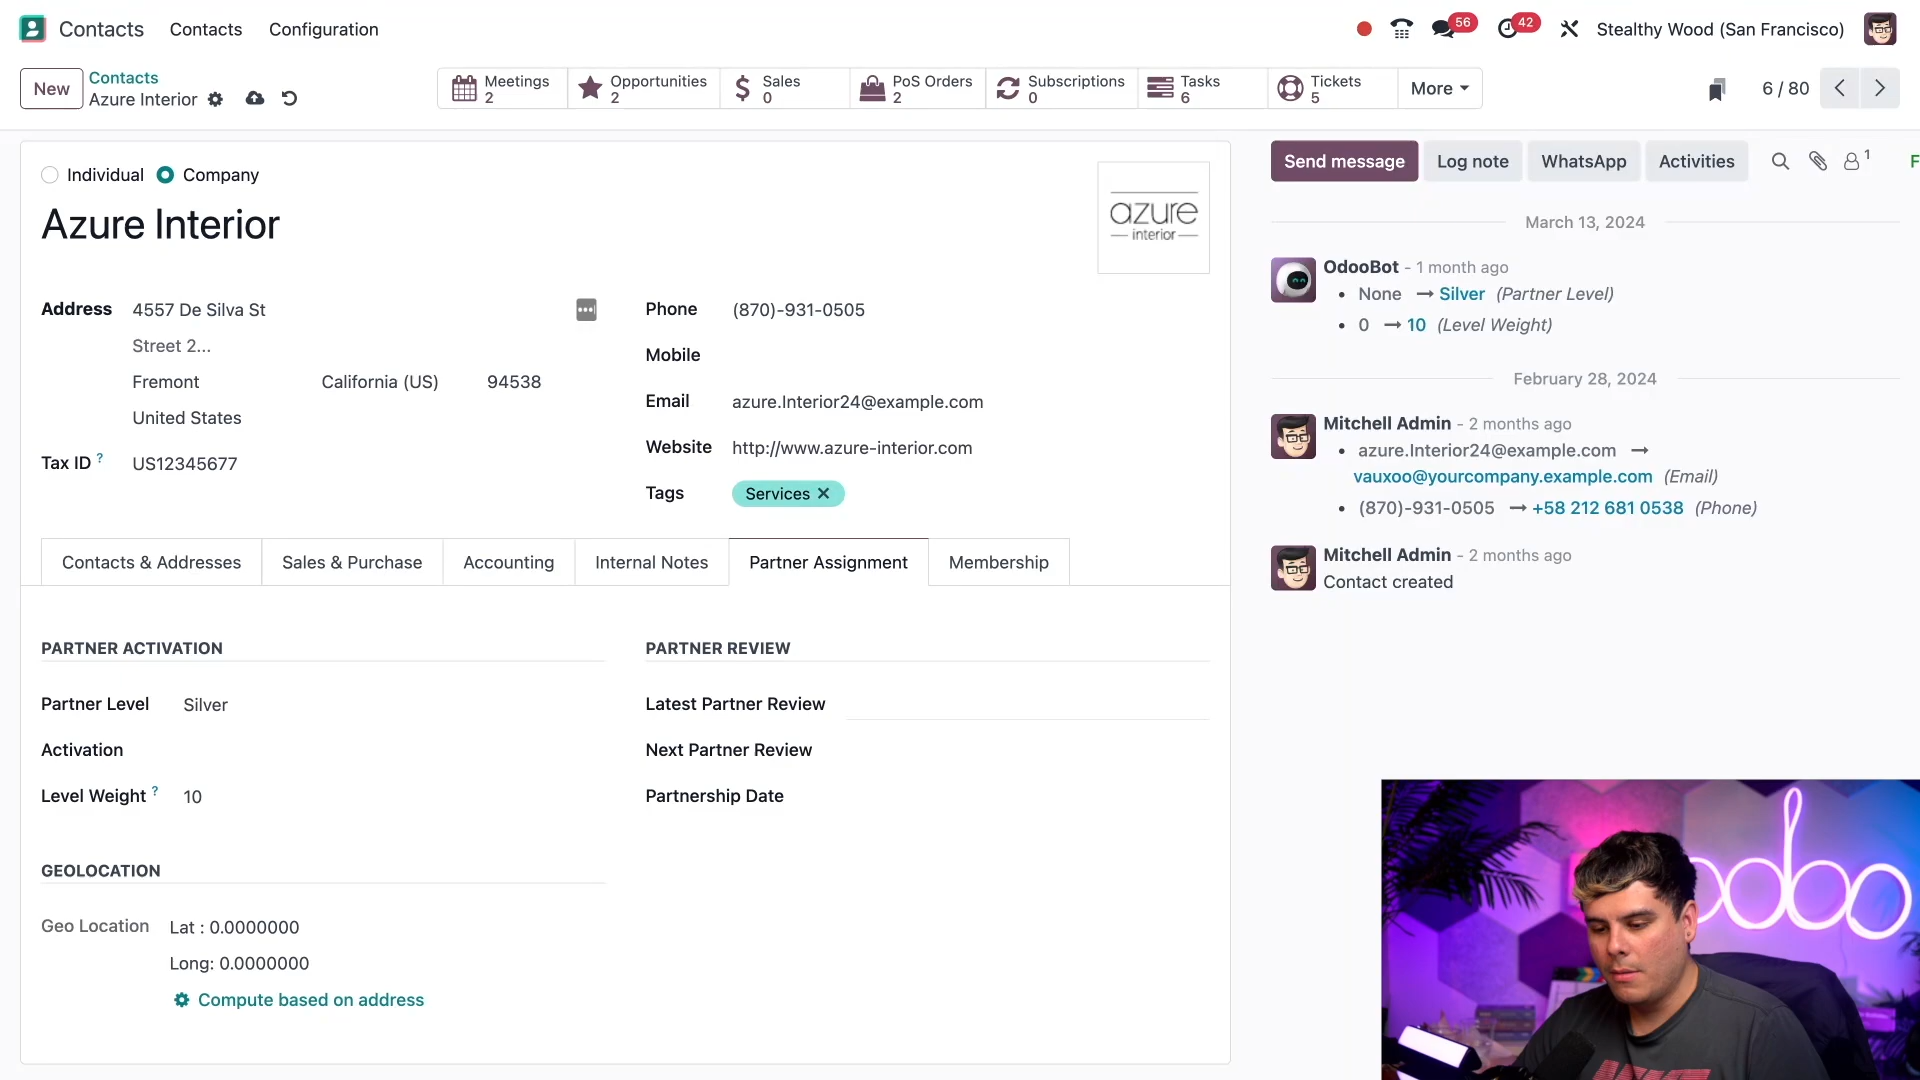 Contacts Contacts Configuration 56 42 Stealthy Wood (San Francisco)
New Contacts Meetings 2 Opportunities 2 Sales 0 PoS Orders 2 Subscriptions 0 Tasks 6 Tickets 5 More 6 / 80
Azure Interior
Individual Company
Azure Interior
azure
interior
Address 4557 De Silva St
Street 2...
Fremont California (US) 94538
United States
Tax ID ? US12345677
Phone (870)-931-0505
Mobile
Email azure.Interior24@example.com
Website http://www.azure-interior.com
Tags Services
Contacts & Addresses Sales & Purchase Accounting Internal Notes Partner Assignment Membership
PARTNER ACTIVATION
Partner Level Silver
Activation
Level Weight ? 10
PARTNER REVIEW
Latest Partner Review
Next Partner Review
Partnership Date
GEOLOCATION
Geo Location Lat : 0.0000000
Long: 0.0000000
Compute based on address
Send message Log note WhatsApp Activities 1 F
March 13, 2024
OdooBot - 1 month ago
• None → Silver (Partner Level)
• 0 → 10 (Level Weight)
February 28, 2024
Mitchell Admin - 2 months ago
• azure.Interior24@example.com →
vauxoo@yourcompany.example.com (Email)
• (870)-931-0505 → +58 212 681 0538 (Phone)
Mitchell Admin - 2 months ago
Contact created
odoo